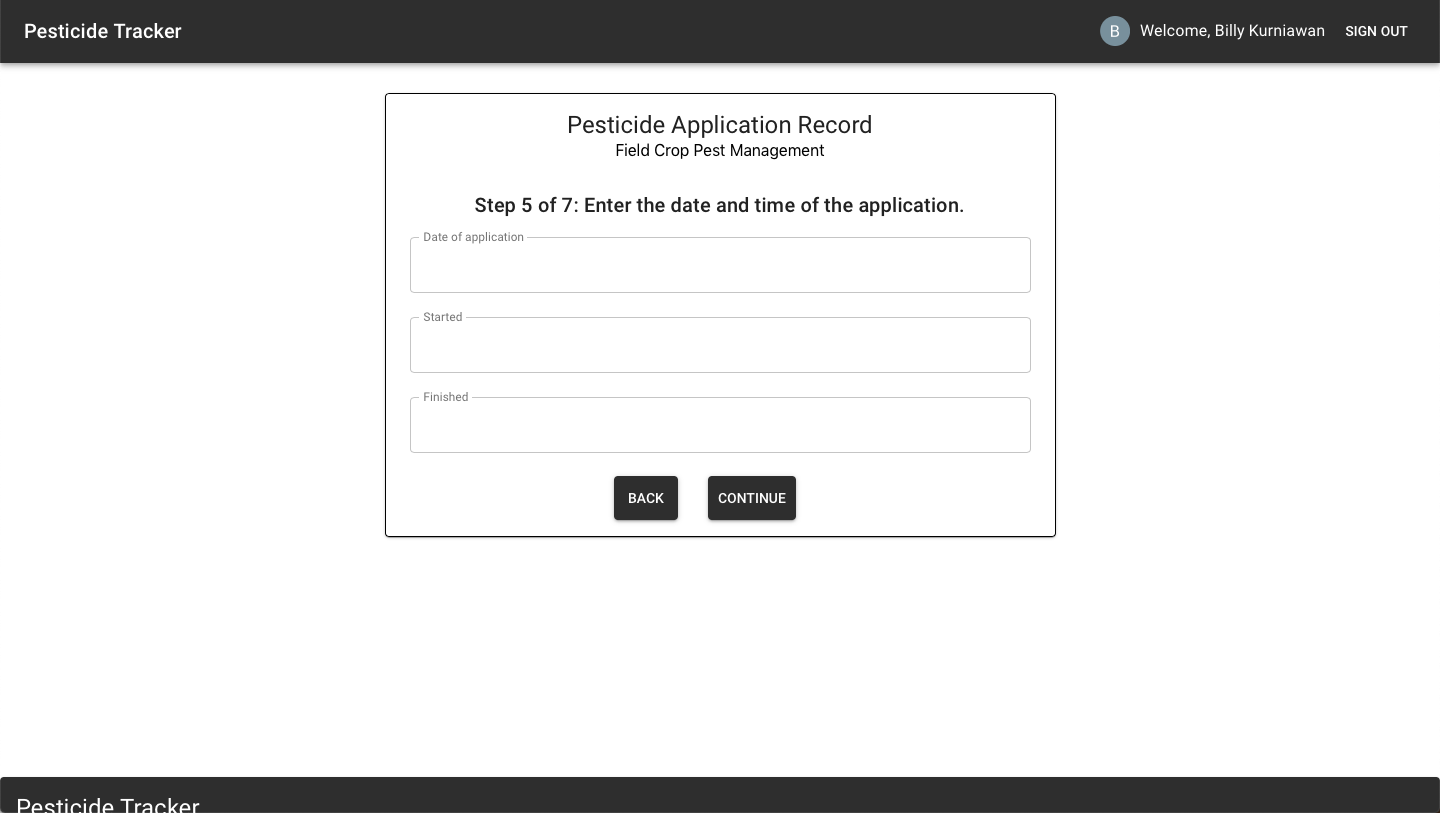 Pesticide Tracker
B Welcome, Billy Kurniawan SIGN OUT
Pesticide Application Record
Field Crop Pest Management
Step 5 of 7: Enter the date and time of the application.
Date of application
Started
Finished
BACK CONTINUE
Pesticide Tracker